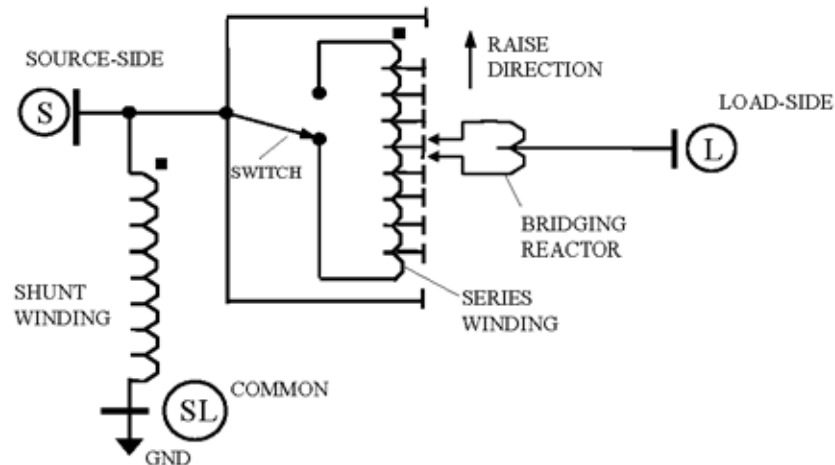 SOURCE-SIDE
S
SWITCH
RAISE
DIRECTION
LOAD-SIDE
L
BRIDGING
REACTOR
SERIES
WINDING
SHUNT
WINDING
COMMON
SL
GND